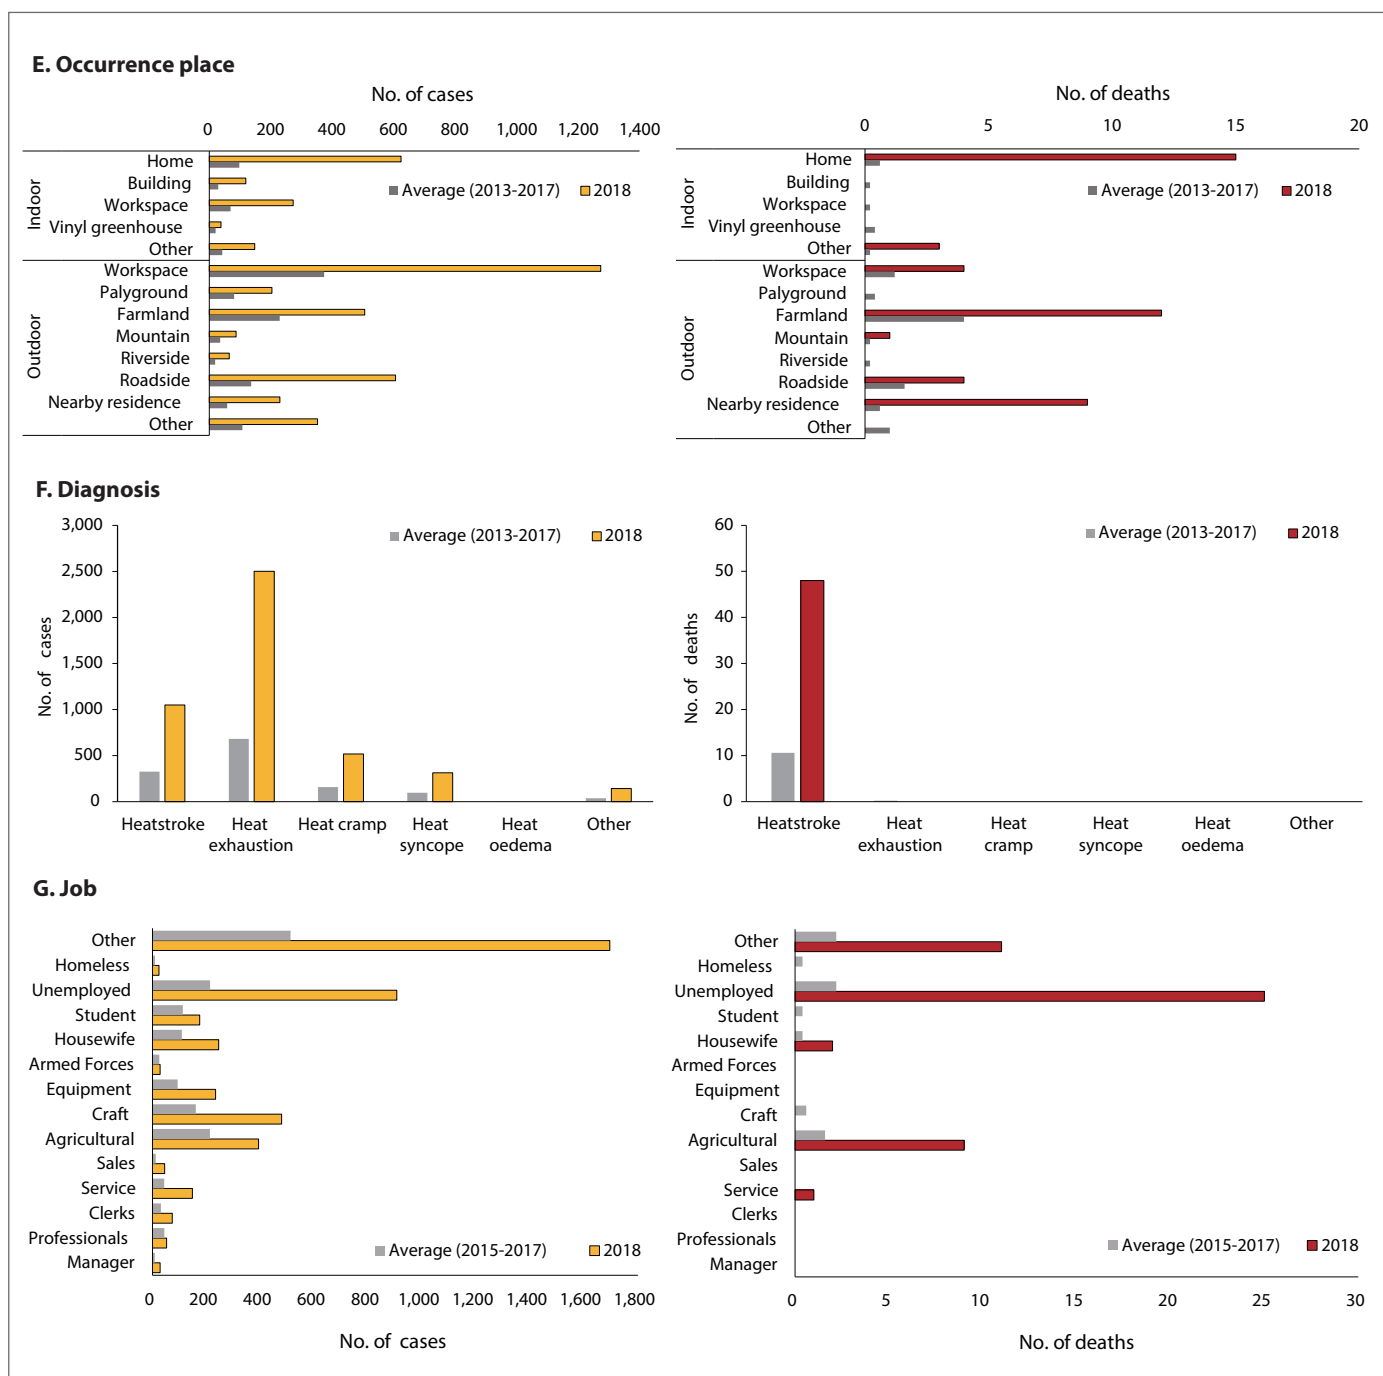 E. Occurrence place
No. of cases
0 200 400 600 800 1,000 1,200 1,400
Indoor
Home
Building
Workspace
Vinyl greenhouse
Other
Outdoor
Workspace
Palyground
Farmland
Mountain
Riverside
Roadside
Nearby residence
Other
Average (2013-2017) 2018
No. of deaths
0 5 10 15 20
Indoor
Home
Building
Workspace
Vinyl greenhouse
Other
Outdoor
Workspace
Palyground
Farmland
Mountain
Riverside
Roadside
Nearby residence
Other
Average (2013-2017) 2018
F. Diagnosis
No. of cases
3,000
2,500
2,000
1,500
1,000
500
0
Average (2013-2017) 2018
Heatstroke Heat exhaustion Heat cramp Heat syncope Heat oedema Other
No. of deaths
60
50
40
30
20
10
0
Average (2013-2017) 2018
Heatstroke Heat exhaustion Heat cramp Heat syncope Heat oedema Other
G. Job
Other
Homeless
Unemployed
Student
Housewife
Armed Forces
Equipment
Craft
Agricultural
Sales
Service
Clerks
Professionals
Manager
Average (2015-2017) 2018
0 200 400 600 800 1,000 1,200 1,400 1,600 1,800
No. of cases
Other
Homeless
Unemployed
Student
Housewife
Armed Forces
Equipment
Craft
Agricultural
Sales
Service
Clerks
Professionals
Manager
Average (2015-2017) 2018
0 5 10 15 20 25 30
No. of deaths